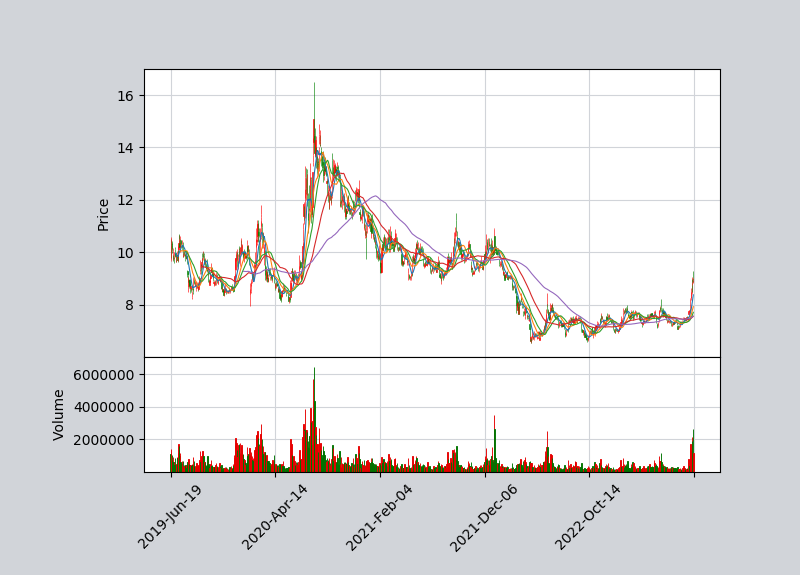 16
14
12
10
8
Price
6000000
4000000
2000000
Volume
2019-Jun-19
2020-Apr-14
2021-Feb-04
2021-Dec-06
2022-Oct-14